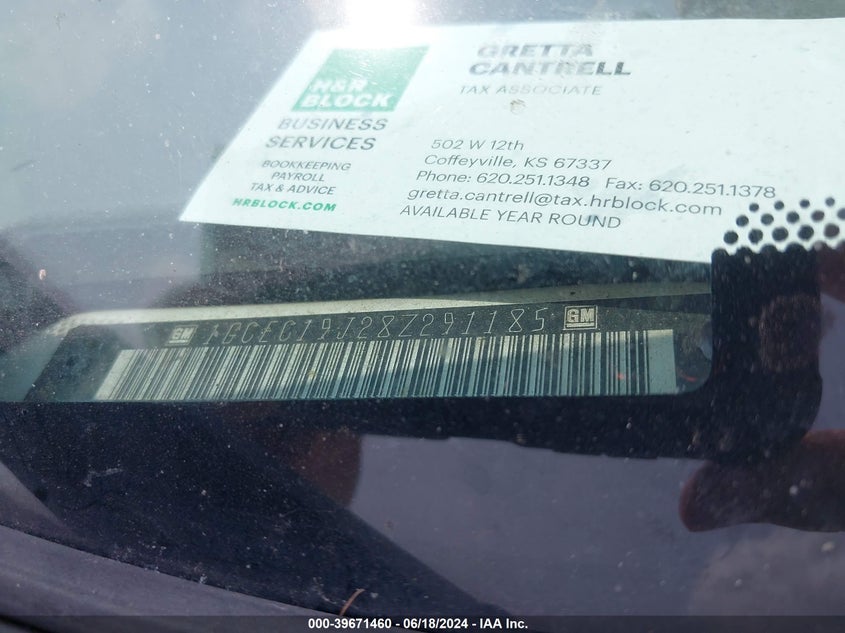 H&R
BLOCK
BUSINESS
SERVICES
BOOKKEEPING
PAYROLL
TAX & ADVICE
HRBLOCK.COM
GRETTA
CANTRELL
TAX ASSOCIATE
502 W 12th
Coffeyville, KS 67337
Phone: 620.251.1348 Fax: 620.251.1378
gretta.cantrell@tax.hrblock.com
AVAILABLE YEAR ROUND
GM 1GCEC19J28Z291185 GM
000-39671460 - 06/18/2024 - IAA Inc.